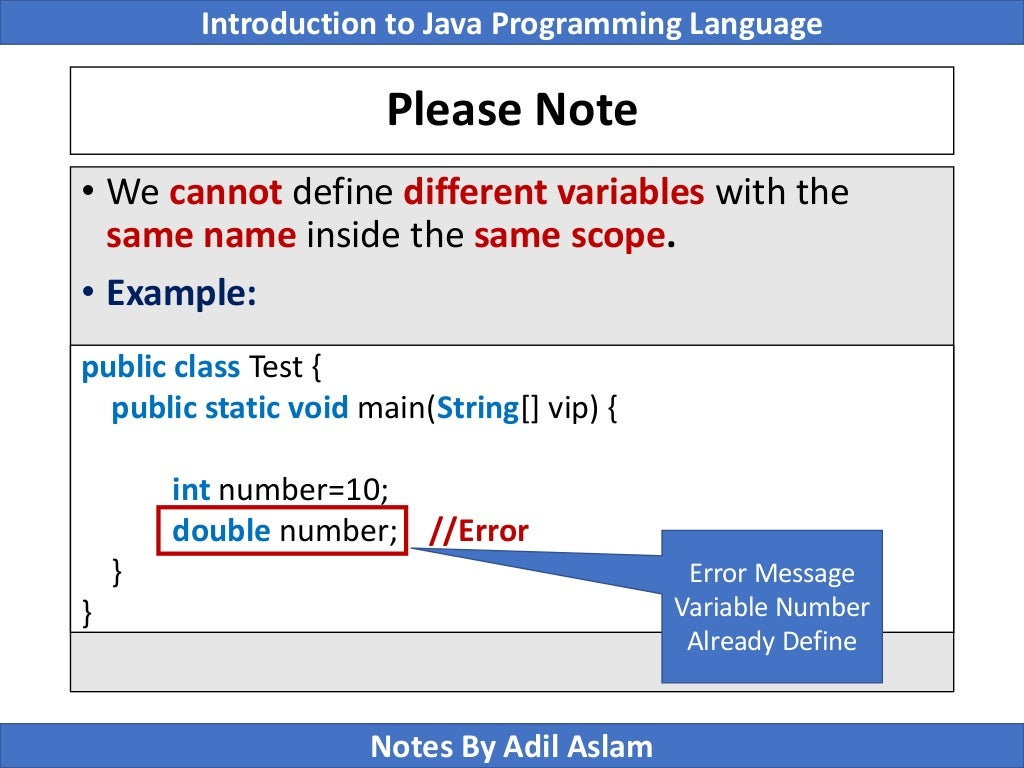 Introduction to Java Programming Language
Please Note
• We cannot define different variables with the
same name inside the same scope.
• Example:
public class Test {
public static void main(String[] vip) {
int number=10;
double number; //Error
}
}
Error Message
Variable Number
Already Define
Notes By Adil Aslam